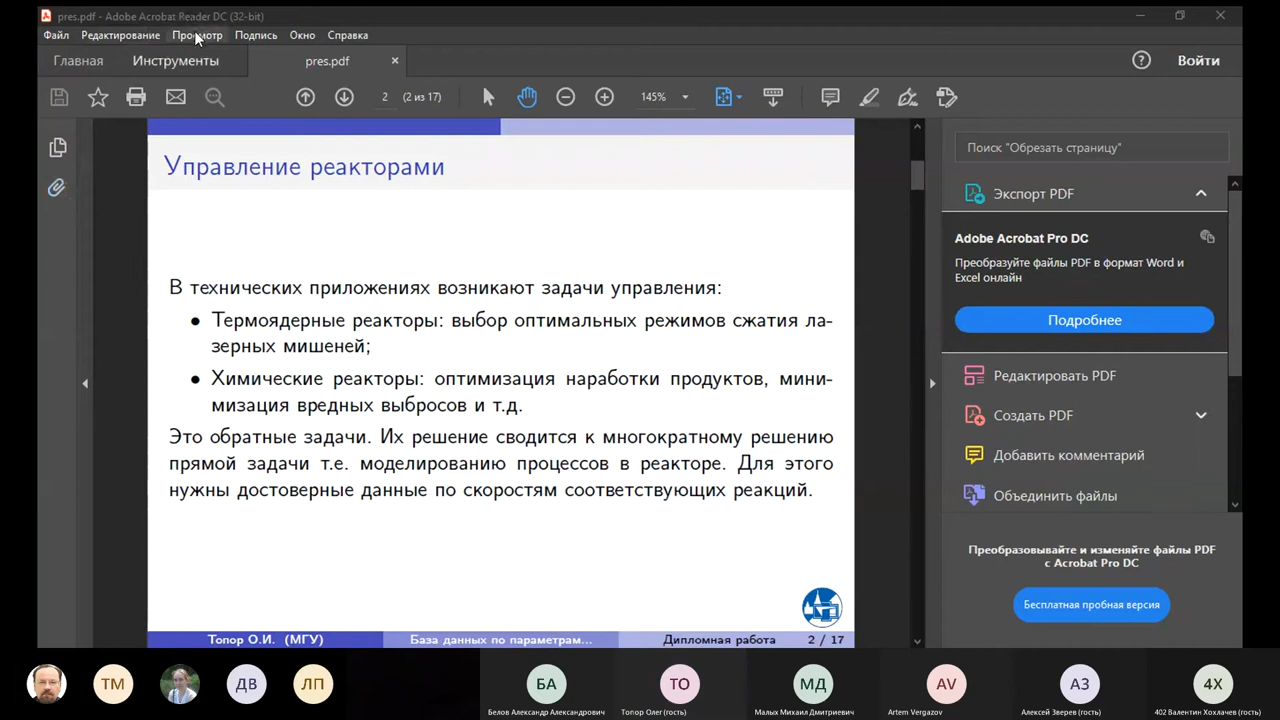 pres.pdf - Adobe Acrobat Reader DC (32-bit)
Файл Редактирование Просмотр Подпись Окно Справка
Главная Инструменты pres.pdf Войти
2 (2 из 17) 145%
Управление реакторами
В технических приложениях возникают задачи управления:
• Термоядерные реакторы: выбор оптимальных режимов сжатия ла-
зерных мишеней;
• Химические реакторы: оптимизация наработки продуктов, мини-
мизация вредных выбросов и т.д.
Это обратные задачи. Их решение сводится к многократному решению
прямой задачи т.е. моделированию процессов в реакторе. Для этого
нужны достоверные данные по скоростям соответствующих реакций.
Топор О.И. (МГУ) База данных по параметрам... Дипломная работа 2 / 17
Поиск "Обрезать страницу"
Экспорт PDF
Adobe Acrobat Pro DC
Преобразуйте файлы PDF в формат Word и
Excel онлайн
Подробнее
Редактировать PDF
Создать PDF
Добавить комментарий
Объединить файлы
Преобразовывайте и изменяйте файлы PDF
с Acrobat Pro DC
Бесплатная пробная версия
ТМ ДВ ЛП БА ТО МД AV АЗ 4Х
Белов Александр Александрович Топор Олег (гость) Малых Михаил Дмитриевич Artem Vergazov Алексей Зверев (гость) 402 Валентин Хохлачев (гость)